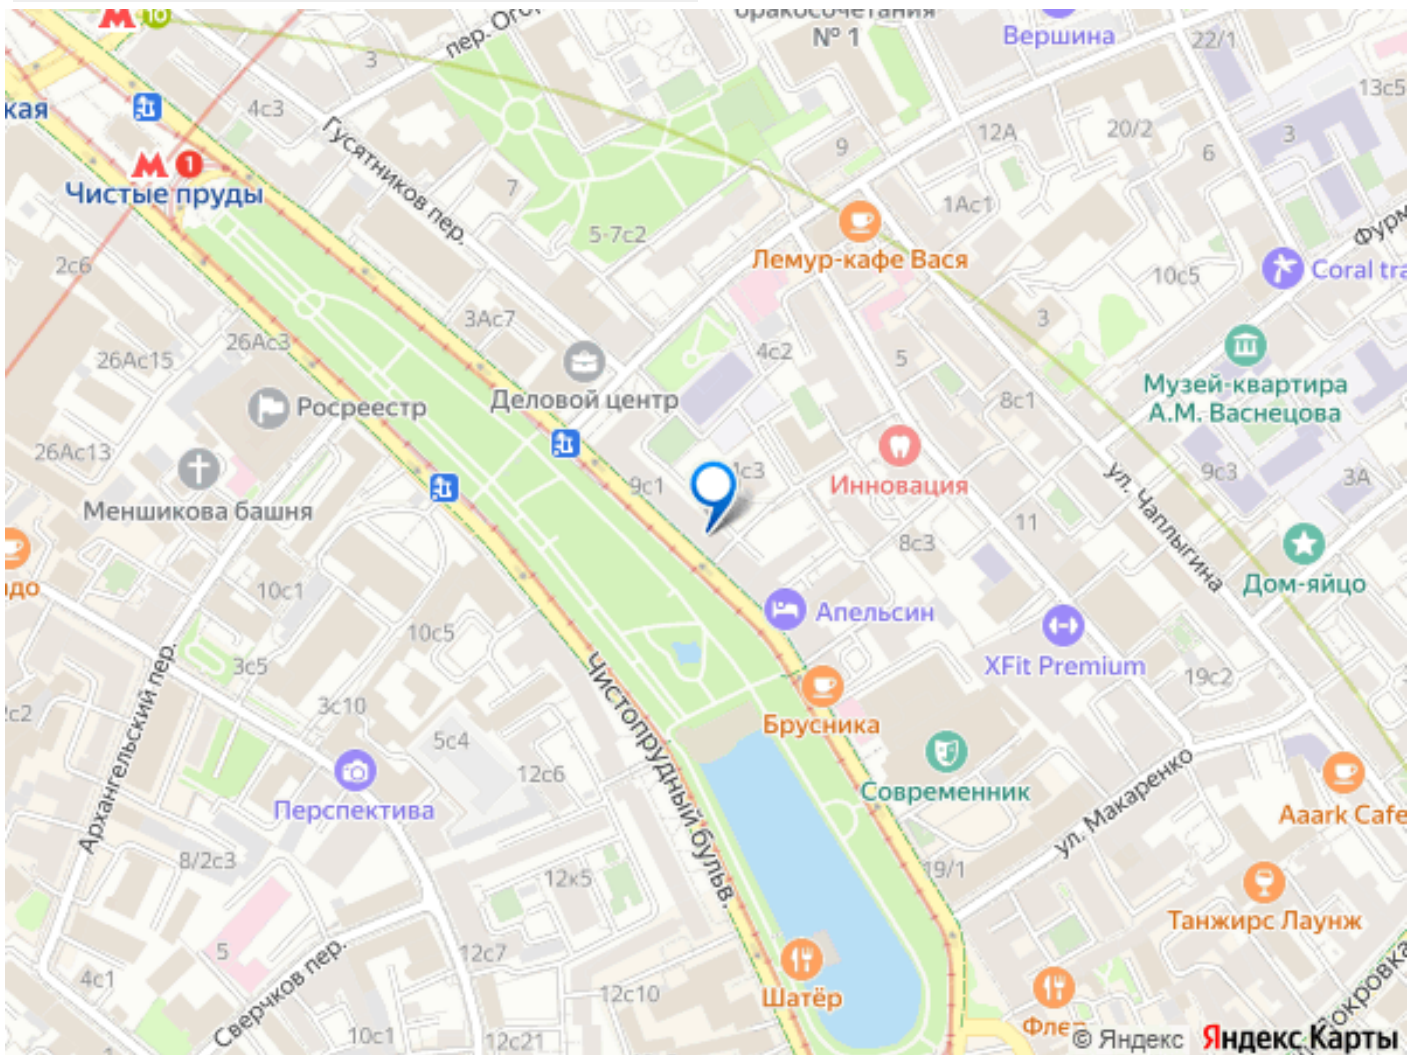 10
пер. Огор
бракосочетания
№ 1
Вершина
22/1
3
13с5
кая
4с3
Гусятников пер.
12А
20/2
3
9
6
1
Чистые пруды
7
1Ас1
5-7с2
Лемур-кафе Вася
Фурм
2с6
10с5
Coral tra
3Ас7
3
26Ас3
26Ас15
4с2
5
Музей-квартира
А.М. Васнецова
Деловой центр
8с1
Росреестр
26Ас13
9с1
Инновация
ул. Чаплыгина
9с3
3А
Меншикова башня
11
8с3
до
10с1
Дом-яйцо
Апельсин
10с5
Архангельский пер.
3с5
XFit Premium
19с2
3с10
Чистопрудный бульв.
Брусника
5с4
12с6
Современник
ул. Макаренко
Перспектива
Aaark Cafe
8/2с3
12к5
19/1
Танжирс Лаунж
5
12с7
Сверчков пер.
4с1
12с10
Шатёр
10с1
12с21
© Яндекс Яндекс Карты